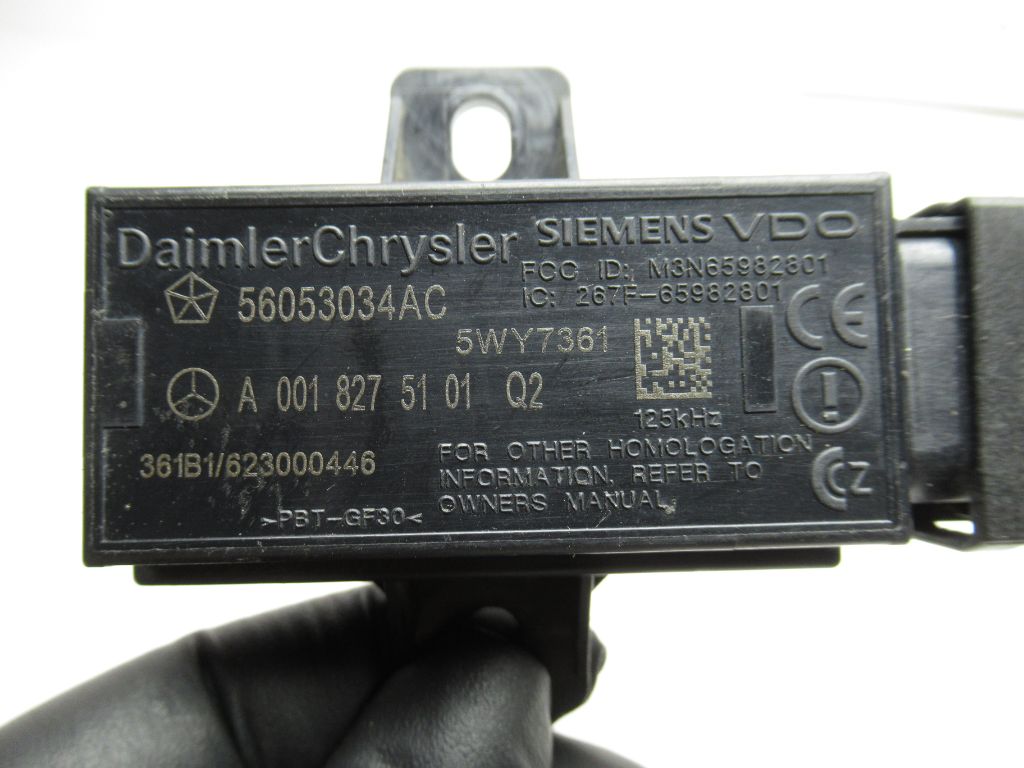 DaimlerChrysler
SIEMENS VDO
FCC ID: M3N65982801
IC: 267F-65982801
56053034AC
CE
5WY7361
A 001 827 51 01 Q2
125kHz
361B1/623000446
FOR OTHER HOMOLOGATION
INFORMATION, REFER TO
OWNERS MANUAL
>PBT-GF30<
CCZ